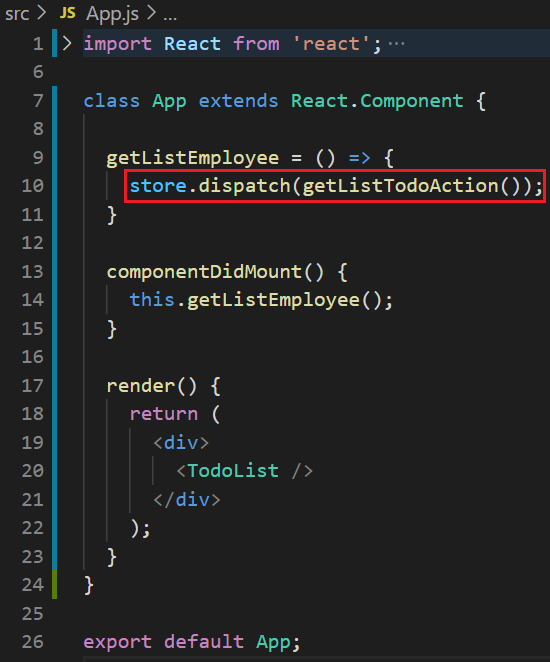 src > JS App.js > ...
1 > import React from 'react';...
6
7 class App extends React.Component {
8
9 getListEmployee = () => {
10 store.dispatch(getListTodoAction());
11 }
12
13 componentDidMount() {
14 this.getListEmployee();
15 }
16
17 render() {
18 return (
19 <div>
20 <TodoList />
21 </div>
22 );
23 }
24 }
25
26 export default App;